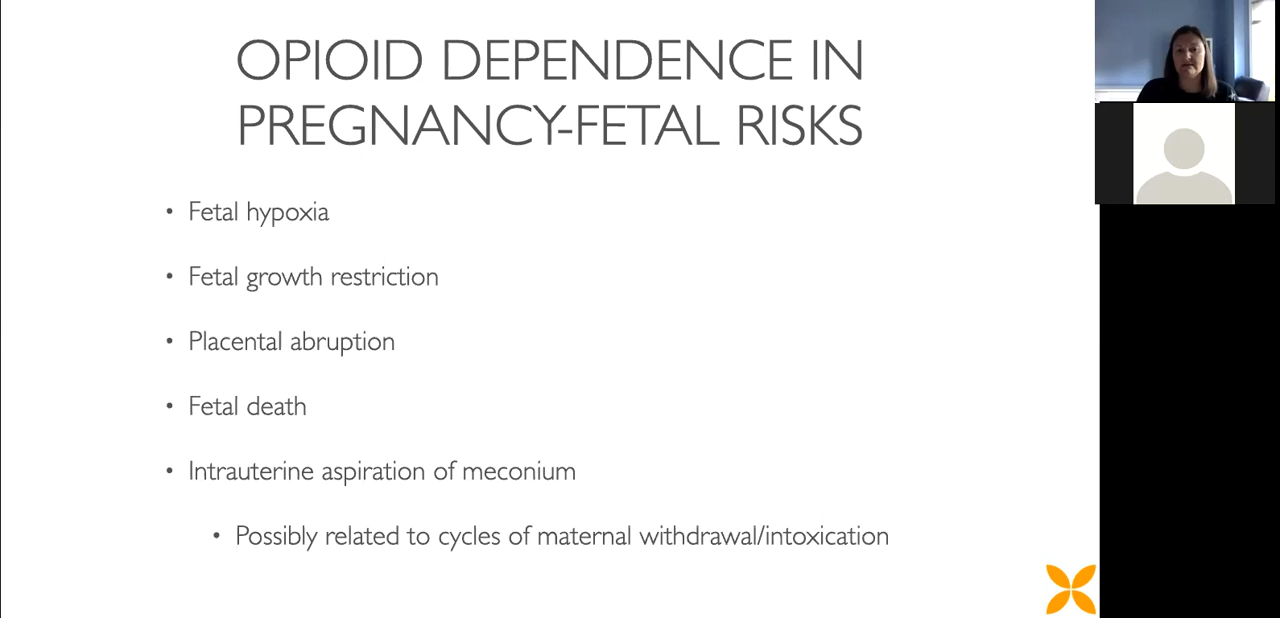 OPIOID DEPENDENCE IN
PREGNANCY-FETAL RISKS
• Fetal hypoxia
• Fetal growth restriction
• Placental abruption
• Fetal death
• Intrauterine aspiration of meconium
• Possibly related to cycles of maternal withdrawal/intoxication